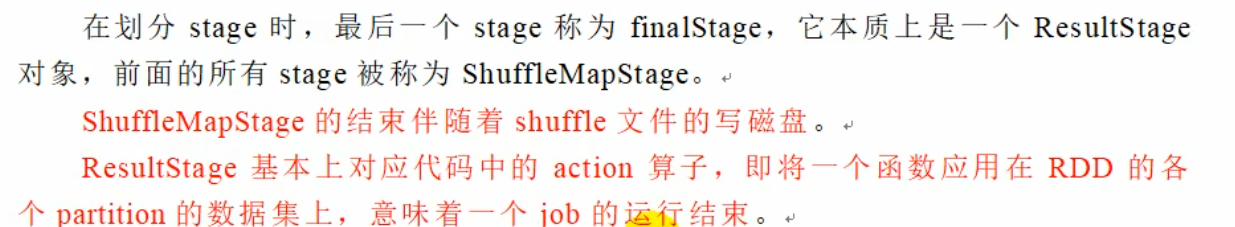 在划分 stage 时，最后一个 stage 称为 finalStage，它本质上是一个 ResultStage
对象，前面的所有 stage 被称为 ShuffleMapStage。
ShuffleMapStage 的结束伴随着 shuffle 文件的写磁盘。
ResultStage 基本上对应代码中的 action 算子，即将一个函数应用在 RDD 的各
个 partition 的数据集上，意味着一个 job 的运行结束。